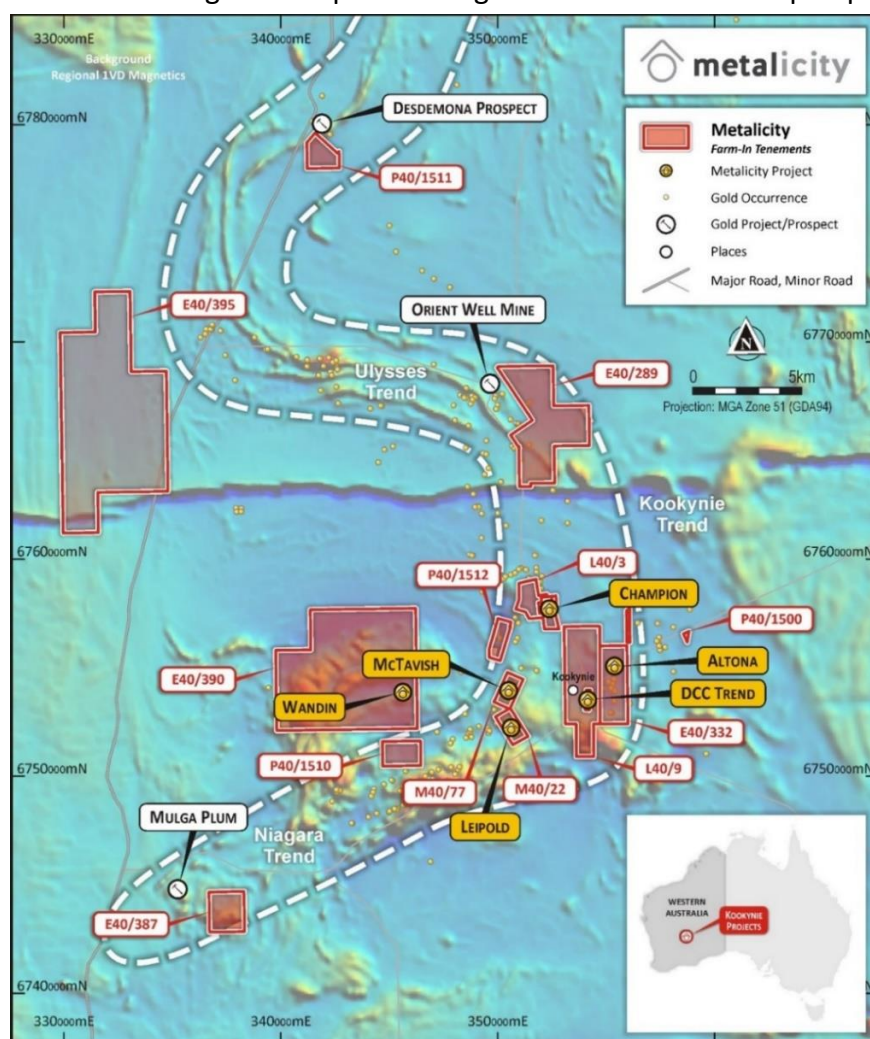 330000mE
340000mE
350000mE
Background
Regional 1VD Magnetics
metalicity
6780000mN
DESDEMONA PROSPECT
P40/1511
Metalicity
Farm-In Tenements
Metalicity Project
Gold Occurrence
Gold Project/Prospect
Places
Major Road, Minor Road
E40/395
ORIENT WELL MINE
6770000mN
N
0
5km
Projection: MGA Zone 51 (GDA94)
Ulysses
Trend
E40/289
Kookynie
Trend
6760000mN
6760000mN
P40/1512
L40/3
CHAMPION
P40/1500
E40/390
MCTAVISH
WANDIN
Kookynie
ALTONA
DCC TREND
E40/332
P40/1510
M40/77
M40/22
L40/9
6750000mN
6750000mN
LEIPOLD
MULGA PLUM
Niagara
Trend
E40/387
WESTERN
AUSTRALIA
KOOKYNIE
PROJECTS
6740000mN
330000mE
340000mE
350000mE